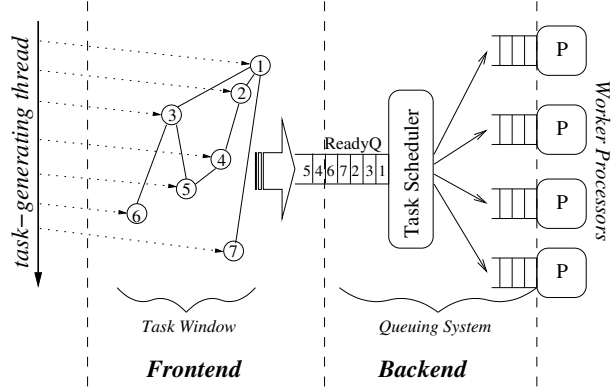 task-generating thread
1
2
3
4
5
6
7
Task Window
Frontend
ReadyQ
5 4 6 7 2 3 1
Task Scheduler
Queuing System
Backend
P
P
P
P
Worker Processors